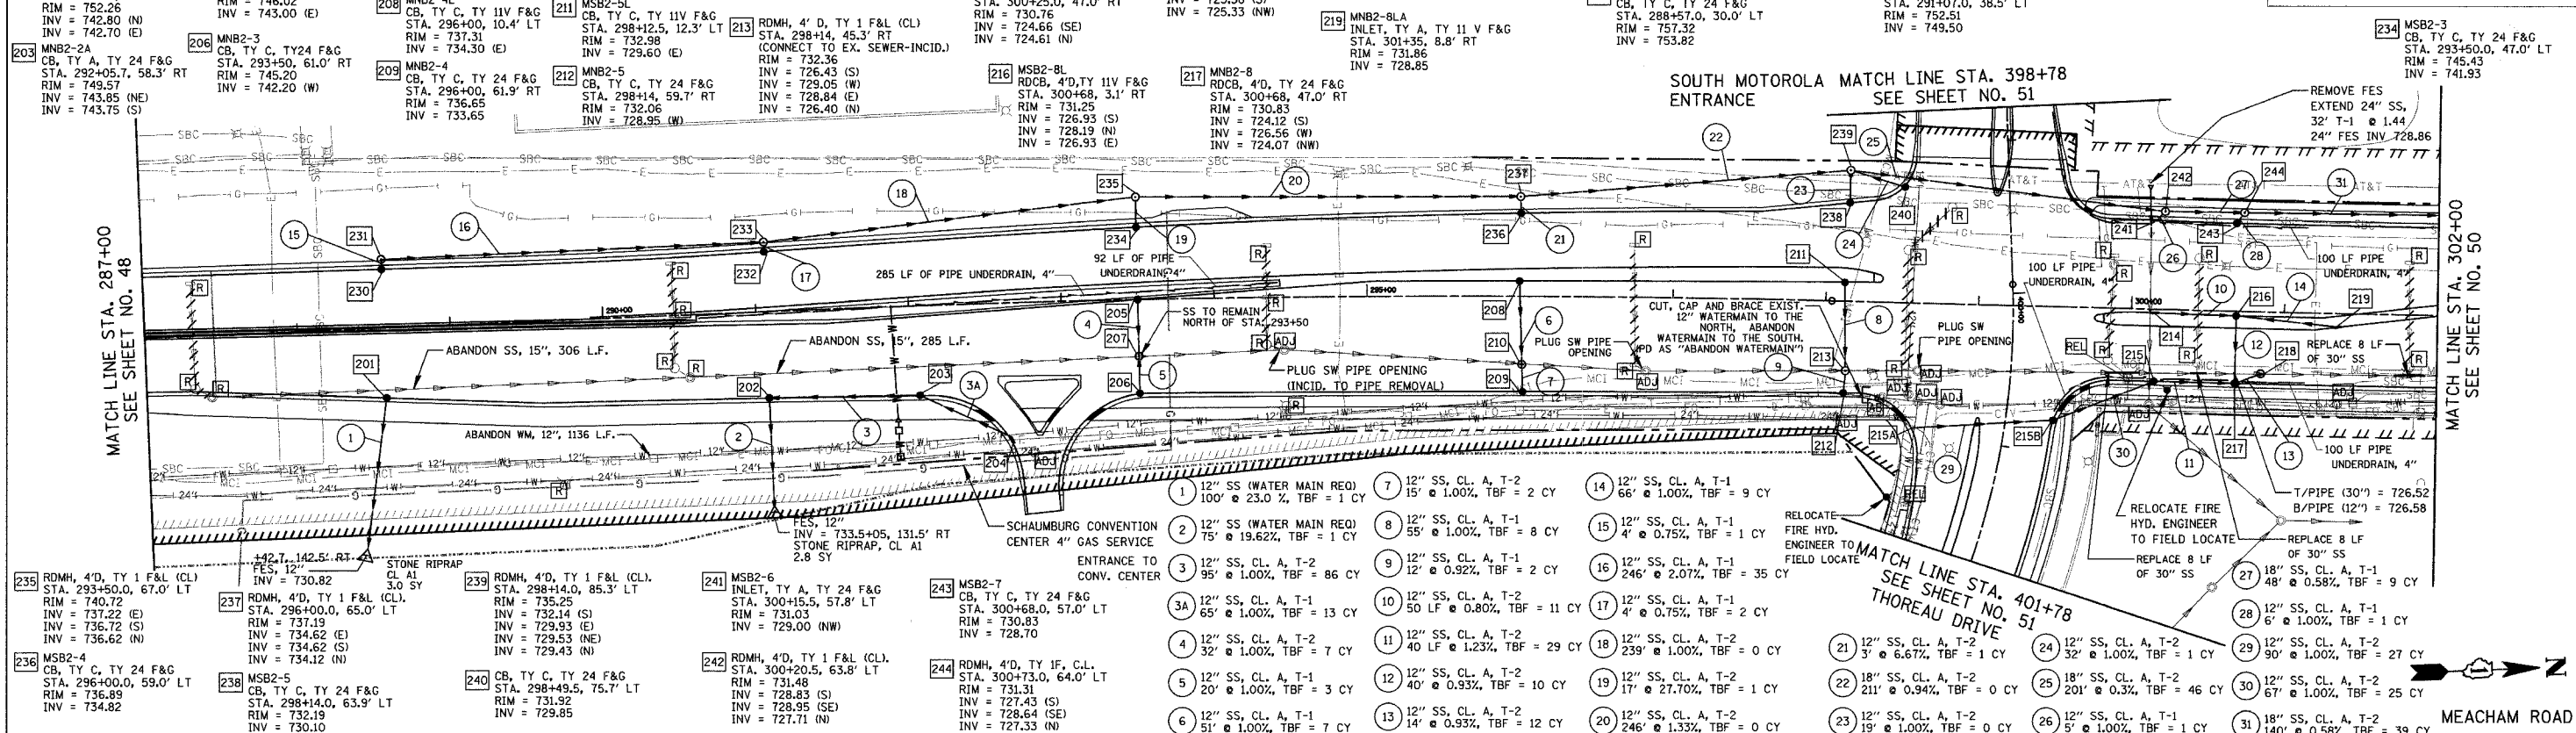 RIM = 752.26
INV = 742.80 (N)
INV = 742.70 (E)
203 MNB2-2A
CB, TY A, TY 24 F&G
STA. 292+05.7, 58.3' RT
RIM = 749.57
INV = 743.85 (NE)
INV = 743.75 (S)
RIM = 746.02
INV = 743.00 (E)
206 MNB2-3
CB, TY C, TY24 F&G
STA. 293+50, 61.0' RT
RIM = 745.20
INV = 742.20 (W)
208 MNB2-4L
CB, TY C, TY 11V F&G
STA. 296+00, 10.4' LT
RIM = 737.31
INV = 734.30 (E)
209 MNB2-4
CB, TY C, TY 24 F&G
STA. 296+00, 61.9' RT
RIM = 736.65
INV = 733.65
211 MSB2-5L
CB, TY C, TY 11V F&G
STA. 298+12.5, 12.3' LT
RIM = 732.98
INV = 729.60 (E)
212 MNB2-5
CB, TY C, TY 24 F&G
STA. 298+14, 59.7' RT
RIM = 732.06
INV = 728.95 (W)
213 RDMH, 4' D, TY 1 F&L (CL)
STA. 298+14, 45.3' RT
(CONNECT TO EX. SEWER-INCID.)
RIM = 732.36
INV = 726.43 (S)
INV = 729.05 (W)
INV = 728.84 (E)
INV = 726.40 (N)
STA. 300+25.0, 47.0' RT
RIM = 730.76
INV = 724.66 (SE)
INV = 724.61 (N)
216 MSB2-8L
RDCB, 4'D,TY 11V F&G
STA. 300+68, 3.1' RT
RIM = 731.25
INV = 726.93 (S)
INV = 728.19 (N)
INV = 726.93 (E)
INV = 725.33 (NW)
217 MNB2-8
RDCB, 4'D, TY 24 F&G
STA. 300+68, 47.0' RT
RIM = 730.83
INV = 724.12 (S)
INV = 726.56 (W)
INV = 724.07 (NW)
219 MNB2-8LA
INLET, TY A, TY 11 V F&G
STA. 301+35, 8.8' RT
RIM = 731.86
INV = 728.85
CB, TY C, TY 24 F&G
STA. 288+57.0, 30.0' LT
RIM = 757.32
INV = 753.82
STA. 291+07.0, 38.5' LT
RIM = 752.51
INV = 749.50
234 MSB2-3
CB, TY C, TY 24 F&G
STA. 293+50.0, 47.0' LT
RIM = 745.43
INV = 741.93
SOUTH MOTOROLA
ENTRANCE
MATCH LINE STA. 398+78
SEE SHEET NO. 51
REMOVE FES
EXTEND 24" SS,
32' T-1 @ 1.44
24" FES INV 728.86
MATCH LINE STA. 287+00
SEE SHEET NO. 48
MATCH LINE STA. 302+00
SEE SHEET NO. 50
285 LF OF PIPE UNDERDRAIN, 4"
92 LF OF PIPE
UNDERDRAIN, 4"
290+00
295+00
300+00
400+00
ABANDON SS, 15", 306 L.F.
ABANDON SS, 15", 285 L.F.
SS TO REMAIN
NORTH OF STA. 293+50
PLUG SW PIPE OPENING
(INCID. TO PIPE REMOVAL)
PLUG SW PIPE
OPENING
CUT, CAP AND BRACE EXIST.
12" WATERMAIN TO THE
NORTH, ABANDON
WATERMAIN TO THE SOUTH.
(PD AS "ABANDON WATERMAIN")
PLUG SW
PIPE OPENING
100 LF PIPE
UNDERDRAIN, 4"
100 LF PIPE
UNDERDRAIN, 4"
REPLACE 8 LF
OF 30" SS
100 LF PIPE
UNDERDRAIN, 4"
T/PIPE (30") = 726.52
B/PIPE (12") = 726.58
REPLACE 8 LF
OF 30" SS
REPLACE 8 LF
OF 30" SS
RELOCATE FIRE
HYD. ENGINEER
TO FIELD LOCATE
RELOCATE
FIRE HYD.
ENGINEER TO
FIELD LOCATE
MATCH LINE STA. 401+78
SEE SHEET NO. 51
THOREAU DRIVE
ABANDON WM, 12", 1136 L.F.
SCHAUMBURG CONVENTION
CENTER 4" GAS SERVICE
ENTRANCE TO
CONV. CENTER
FES, 12"
INV = 733.5+05, 131.5' RT
STONE RIPRAP, CL A1
2.8 SY
+42.7, 142.5' RT
FES, 12"
INV = 730.82
STONE RIPRAP
CL A1
3.0 SY
235 RDMH, 4'D, TY 1 F&L (CL)
STA. 293+50.0, 67.0' LT
RIM = 740.72
INV = 737.22 (E)
INV = 736.72 (S)
INV = 736.62 (N)
236 MSB2-4
CB, TY C, TY 24 F&G
STA. 296+00.0, 59.0' LT
RIM = 736.89
INV = 734.82
237 RDMH, 4'D, TY 1 F&L (CL).
STA. 296+00.0, 65.0' LT
RIM = 737.19
INV = 734.62 (E)
INV = 734.62 (S)
INV = 734.12 (N)
238 MSB2-5
CB, TY C, TY 24 F&G
STA. 298+14.0, 63.9' LT
RIM = 732.19
INV = 730.10
239 RDMH, 4'D, TY 1 F&L (CL).
STA. 298+14.0, 85.3' LT
RIM = 735.25
INV = 732.14 (S)
INV = 729.93 (E)
INV = 729.53 (NE)
INV = 729.43 (N)
240 CB, TY C, TY 24 F&G
STA. 298+49.5, 75.7' LT
RIM = 731.92
INV = 729.85
241 MSB2-6
INLET, TY A, TY 24 F&G
STA. 300+15.5, 57.8' LT
RIM = 731.03
INV = 729.00 (NW)
242 RDMH, 4'D, TY 1 F&L (CL).
STA. 300+20.5, 63.8' LT
RIM = 731.48
INV = 728.83 (S)
INV = 728.95 (SE)
INV = 727.71 (N)
243 MSB2-7
CB, TY C, TY 24 F&G
STA. 300+68.0, 57.0' LT
RIM = 730.83
INV = 728.70
244 RDMH, 4'D, TY 1F, C.L.
STA. 300+73.0, 64.0' LT
RIM = 731.31
INV = 727.43 (S)
INV = 728.64 (SE)
INV = 727.33 (N)
1 12" SS (WATER MAIN REQ)
100' @ 23.0 %, TBF = 1 CY
2 12" SS (WATER MAIN REQ)
75' @ 19.62%, TBF = 1 CY
3 12" SS, CL. A, T-2
95' @ 1.00%, TBF = 86 CY
3A 12" SS, CL. A, T-1
65' @ 1.00%, TBF = 13 CY
4 12" SS, CL. A, T-2
32' @ 1.00%, TBF = 7 CY
5 12" SS, CL. A, T-1
20' @ 1.00%, TBF = 3 CY
6 12" SS, CL. A, T-1
51' @ 1.00%, TBF = 7 CY
7 12" SS, CL. A, T-2
15' @ 1.00%, TBF = 2 CY
8 12" SS, CL. A, T-1
55' @ 1.00%, TBF = 8 CY
9 12" SS, CL. A, T-1
12' @ 0.92%, TBF = 2 CY
10 12" SS, CL. A, T-2
50 LF @ 0.80%, TBF = 11 CY
11 12" SS, CL. A, T-2
40 LF @ 1.23%, TBF = 29 CY
12 12" SS, CL. A, T-2
40' @ 0.93%, TBF = 10 CY
13 12" SS, CL. A, T-2
14' @ 0.93%, TBF = 12 CY
14 12" SS, CL. A, T-1
66' @ 1.00%, TBF = 9 CY
15 12" SS, CL. A, T-1
4' @ 0.75%, TBF = 1 CY
16 12" SS, CL. A, T-1
246' @ 2.07%, TBF = 35 CY
17 12" SS, CL. A, T-1
4' @ 0.75%, TBF = 2 CY
18 12" SS, CL. A, T-2
239' @ 1.00%, TBF = 0 CY
19 12" SS, CL. A, T-2
17' @ 27.70%, TBF = 1 CY
20 12" SS, CL. A, T-2
246' @ 1.33%, TBF = 0 CY
21 12" SS, CL. A, T-2
3' @ 6.67%, TBF = 1 CY
22 18" SS, CL. A, T-2
211' @ 0.94%, TBF = 0 CY
23 12" SS, CL. A, T-2
19' @ 1.00%, TBF = 0 CY
24 12" SS, CL. A, T-2
32' @ 1.00%, TBF = 1 CY
25 18" SS, CL. A, T-2
201' @ 0.3%, TBF = 46 CY
26 12" SS, CL. A, T-1
5' @ 1.00%, TBF = 1 CY
27 18" SS, CL. A, T-1
48' @ 0.58%, TBF = 9 CY
28 12" SS, CL. A, T-1
6' @ 1.00%, TBF = 1 CY
29 12" SS, CL. A, T-2
90' @ 1.00%, TBF = 27 CY
30 12" SS, CL. A, T-2
67' @ 1.00%, TBF = 25 CY
31 18" SS, CL. A, T-2
140' @ 0.58%, TBF = 39 CY
N
MEACHAM ROAD